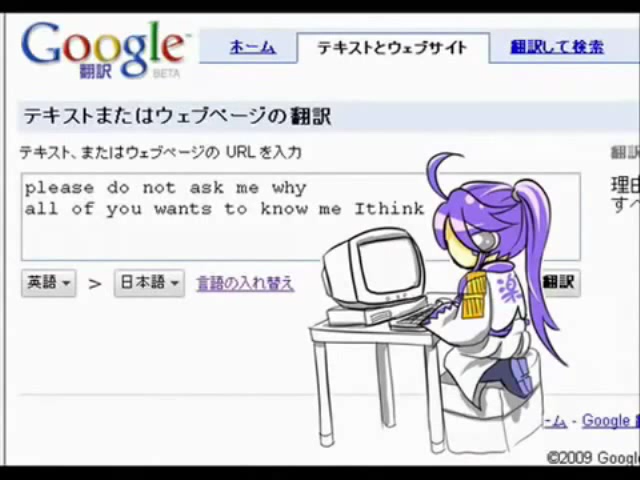 Google
翻訳 BETA
ホーム
テキストとウェブサイト
翻訳して検索
テキストまたはウェブページの翻訳
テキスト、またはウェブページの URL を入力
翻訳
please do not ask me why
all of you wants to know me Ithink
理由
すべ
英語 > 日本語 言語の入れ替え
翻訳
楽
ーム - Google 翻
©2009 Google